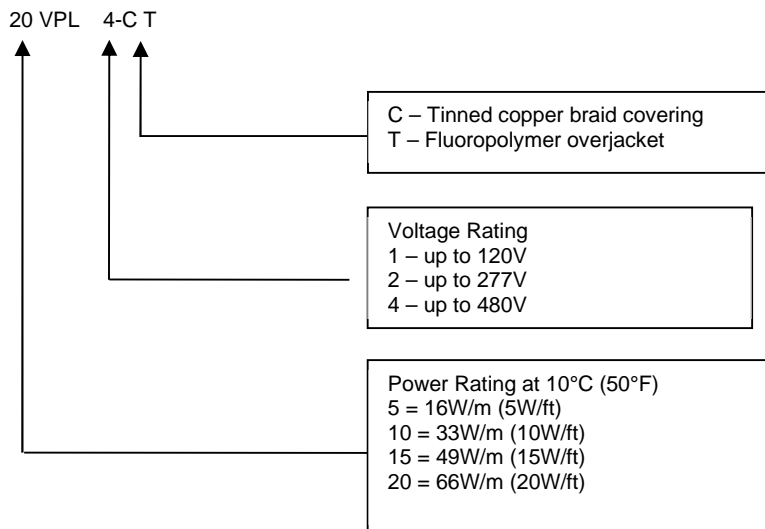 20 VPL 4-C T
C – Tinned copper braid covering
T – Fluoropolymer overjacket
Voltage Rating
1 – up to 120V
2 – up to 277V
4 – up to 480V
Power Rating at 10°C (50°F)
5 = 16W/m (5W/ft)
10 = 33W/m (10W/ft)
15 = 49W/m (15W/ft)
20 = 66W/m (20W/ft)